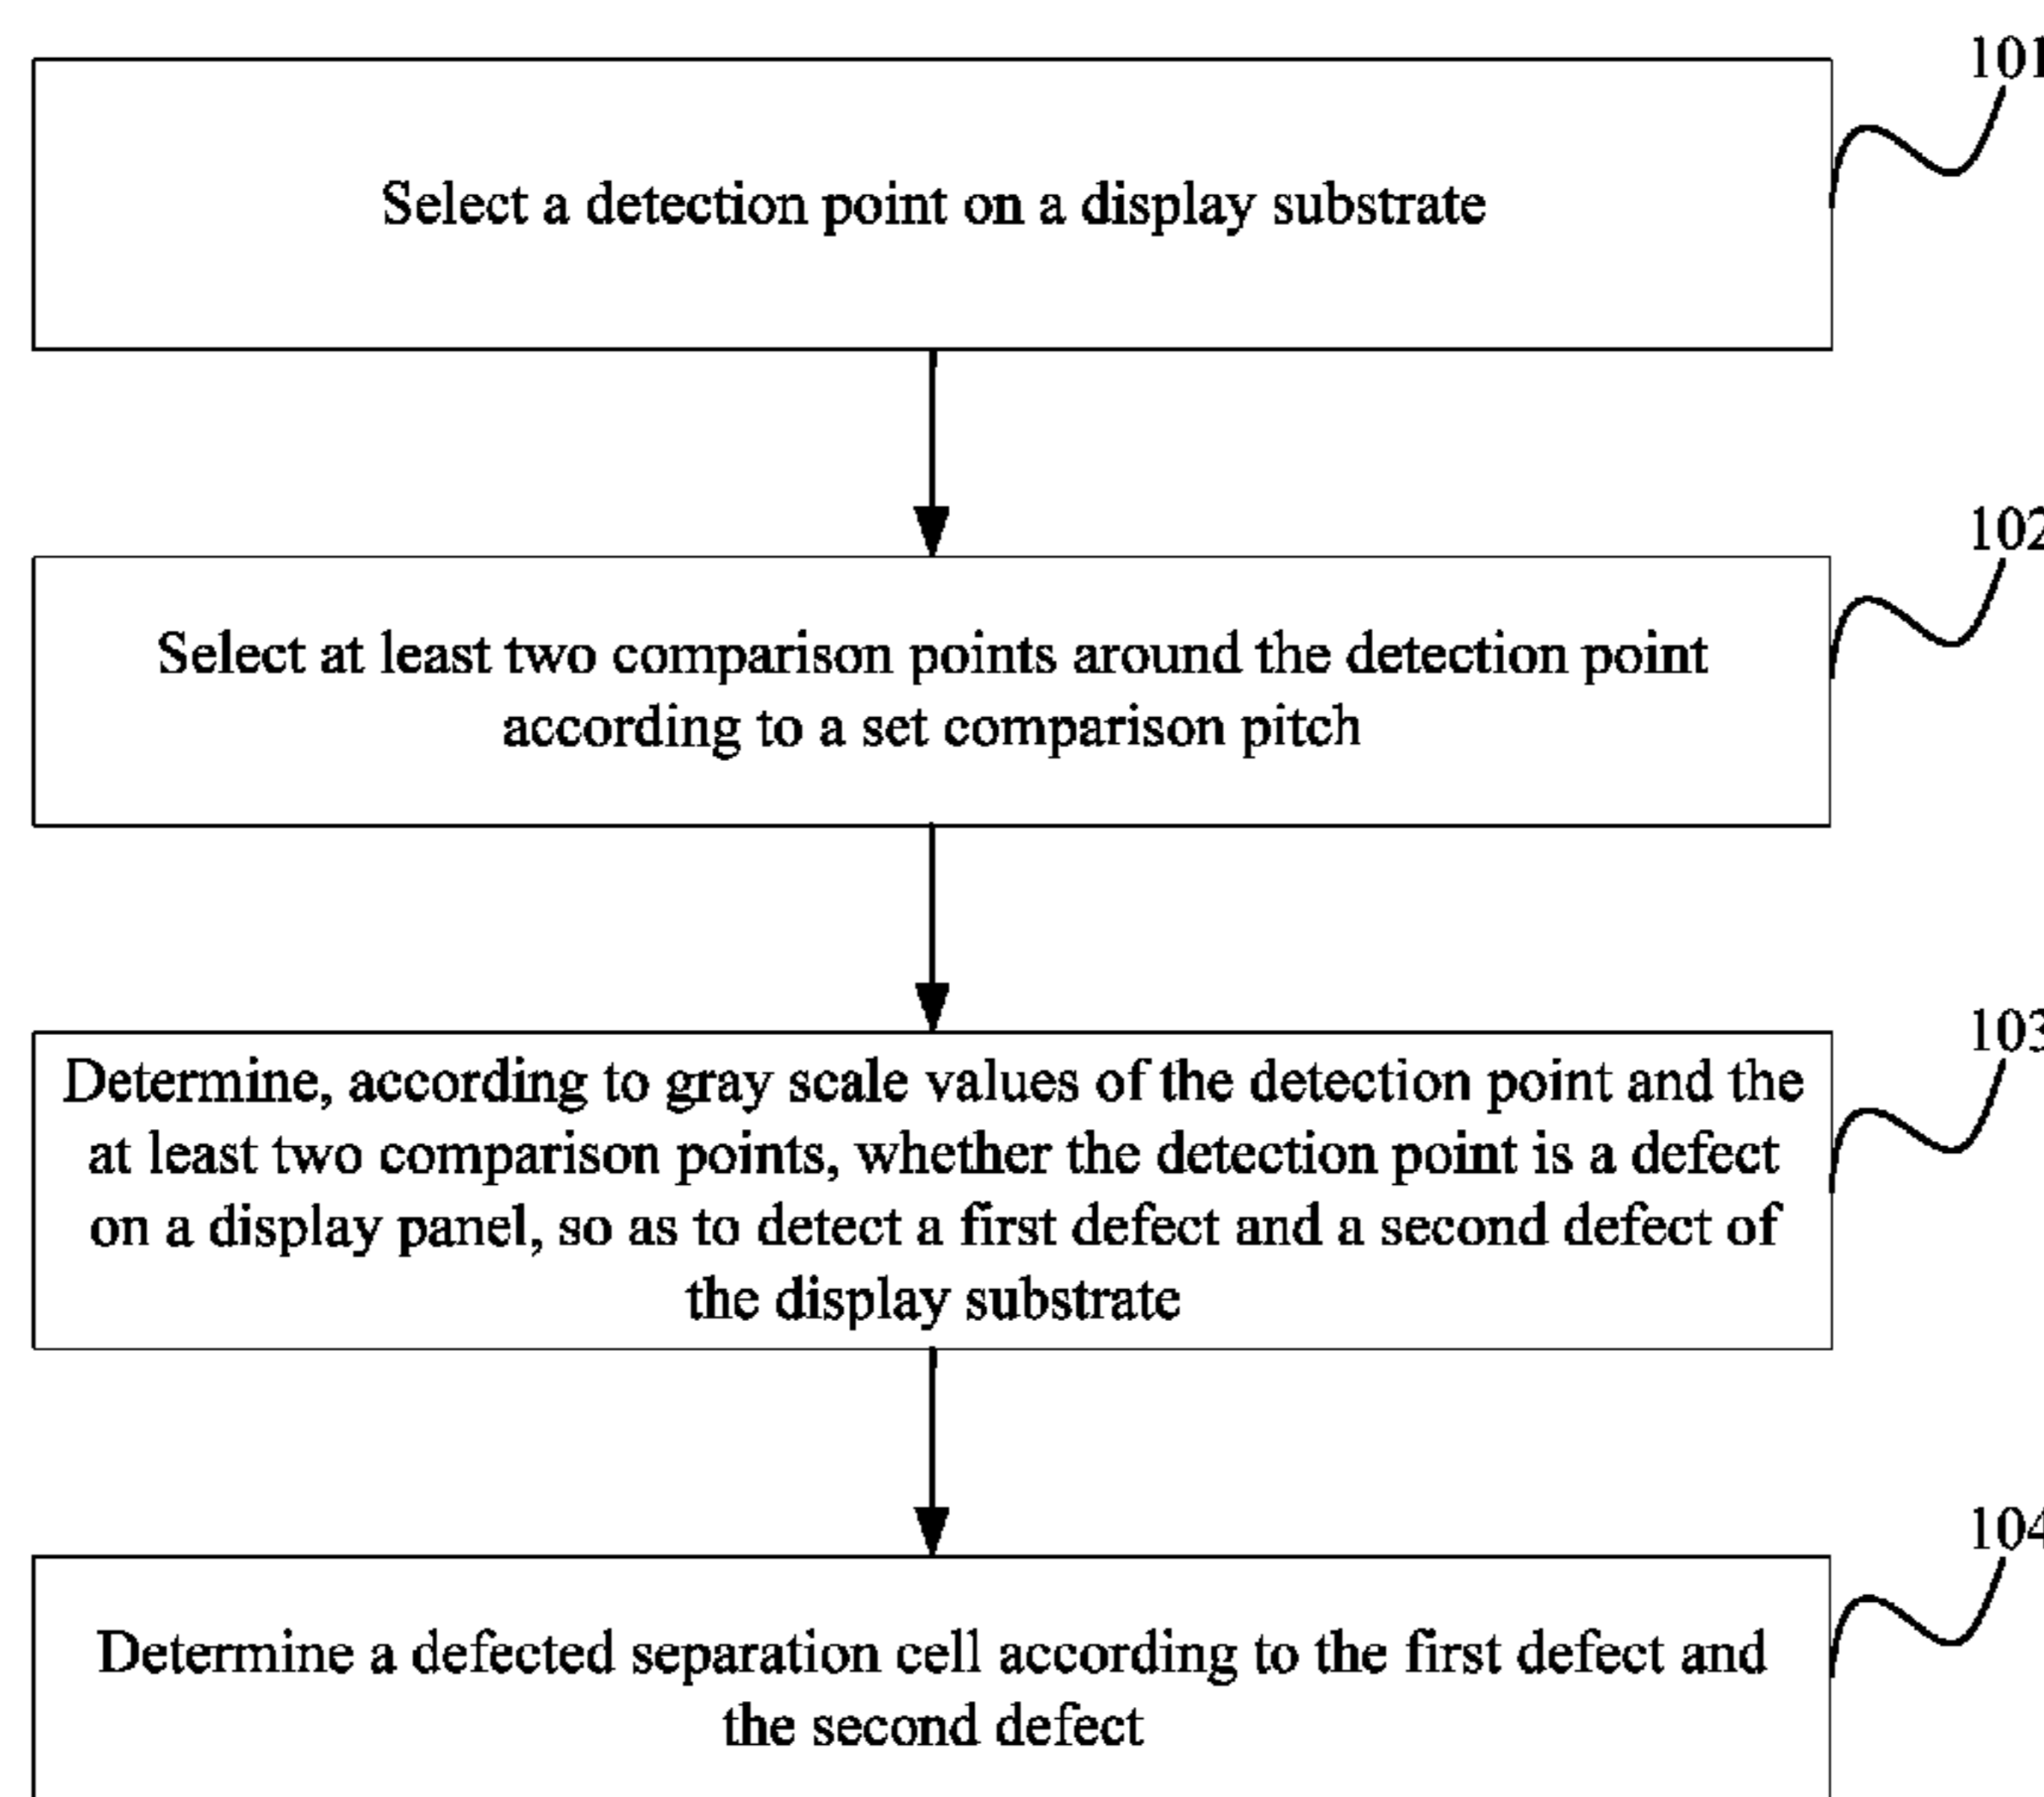 101
Select a detection point on a display substrate
102
Select at least two comparison points around the detection point
according to a set comparison pitch
103
Determine, according to gray scale values of the detection point and the
at least two comparison points, whether the detection point is a defect
on a display panel, so as to detect a first defect and a second defect of
the display substrate
104
Determine a defected separation cell according to the first defect and
the second defect